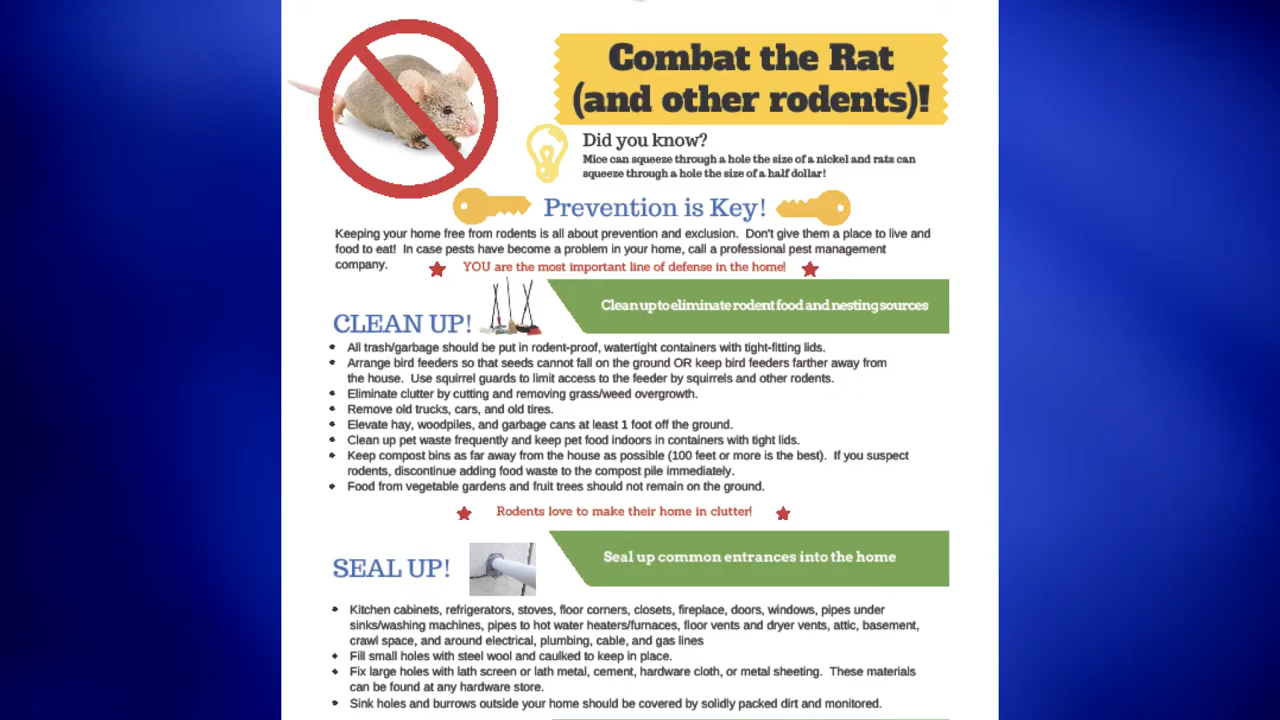 Combat the Rat
(and other rodents)!
Did you know?
Mice can squeeze through a hole the size of a nickel and rats can
squeeze through a hole the size of a half dollar!
Prevention is Key!
Keeping your home free from rodents is all about prevention and exclusion. Don't give them a place to live and
food to eat! In case pests have become a problem in your home, call a professional pest management
company.
YOU are the most important line of defense in the home!
Clean up to eliminate rodent food and nesting sources
CLEAN UP!
All trash/garbage should be put in rodent-proof, watertight containers with tight-fitting lids.
Arrange bird feeders so that seeds cannot fall on the ground OR keep bird feeders farther away from
the house. Use squirrel guards to limit access to the feeder by squirrels and other rodents.
Eliminate clutter by cutting and removing grass/weed overgrowth.
Remove old trucks, cars, and old tires.
Elevate hay, woodpiles, and garbage cans at least 1 foot off the ground.
Clean up pet waste frequently and keep pet food indoors in containers with tight lids.
Keep compost bins as far away from the house as possible (100 feet or more is the best). If you suspect
rodents, discontinue adding food waste to the compost pile immediately.
Food from vegetable gardens and fruit trees should not remain on the ground.
Rodents love to make their home in clutter!
Seal up common entrances into the home
SEAL UP!
Kitchen cabinets, refrigerators, stoves, floor corners, closets, fireplace, doors, windows, pipes under
sinks/washing machines, pipes to hot water heaters/furnaces, floor vents and dryer vents, attic, basement,
crawl space, and around electrical, plumbing, cable, and gas lines
Fill small holes with steel wool and caulked to keep in place.
Fix large holes with lath screen or lath metal, cement, hardware cloth, or metal sheeting. These materials
can be found at any hardware store.
Sink holes and burrows outside your home should be covered by solidly packed dirt and monitored.